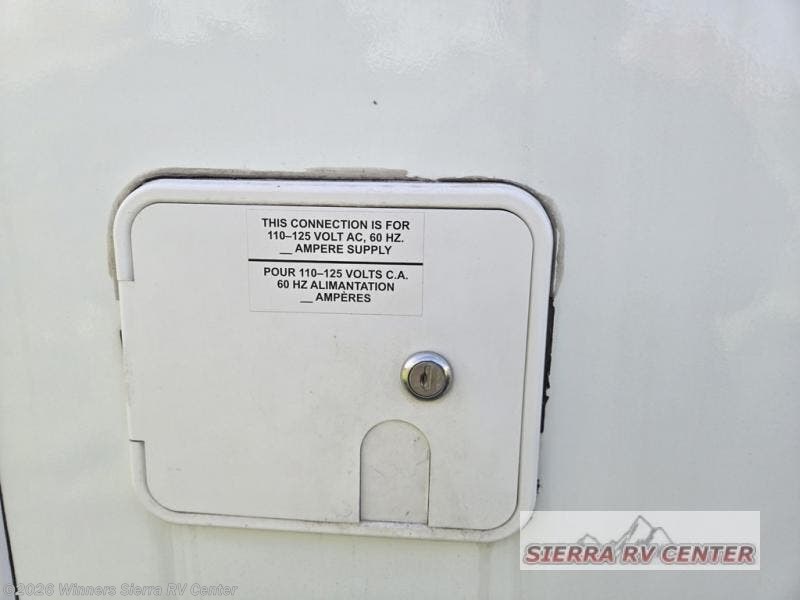 THIS CONNECTION IS FOR
110–125 VOLT AC, 60 HZ.
__ AMPERE SUPPLY
POUR 110–125 VOLTS C.A.
60 HZ ALIMANTATION
__ AMPÈRES
SIERRA RV CENTER
©2026 Winners Sierra RV Center